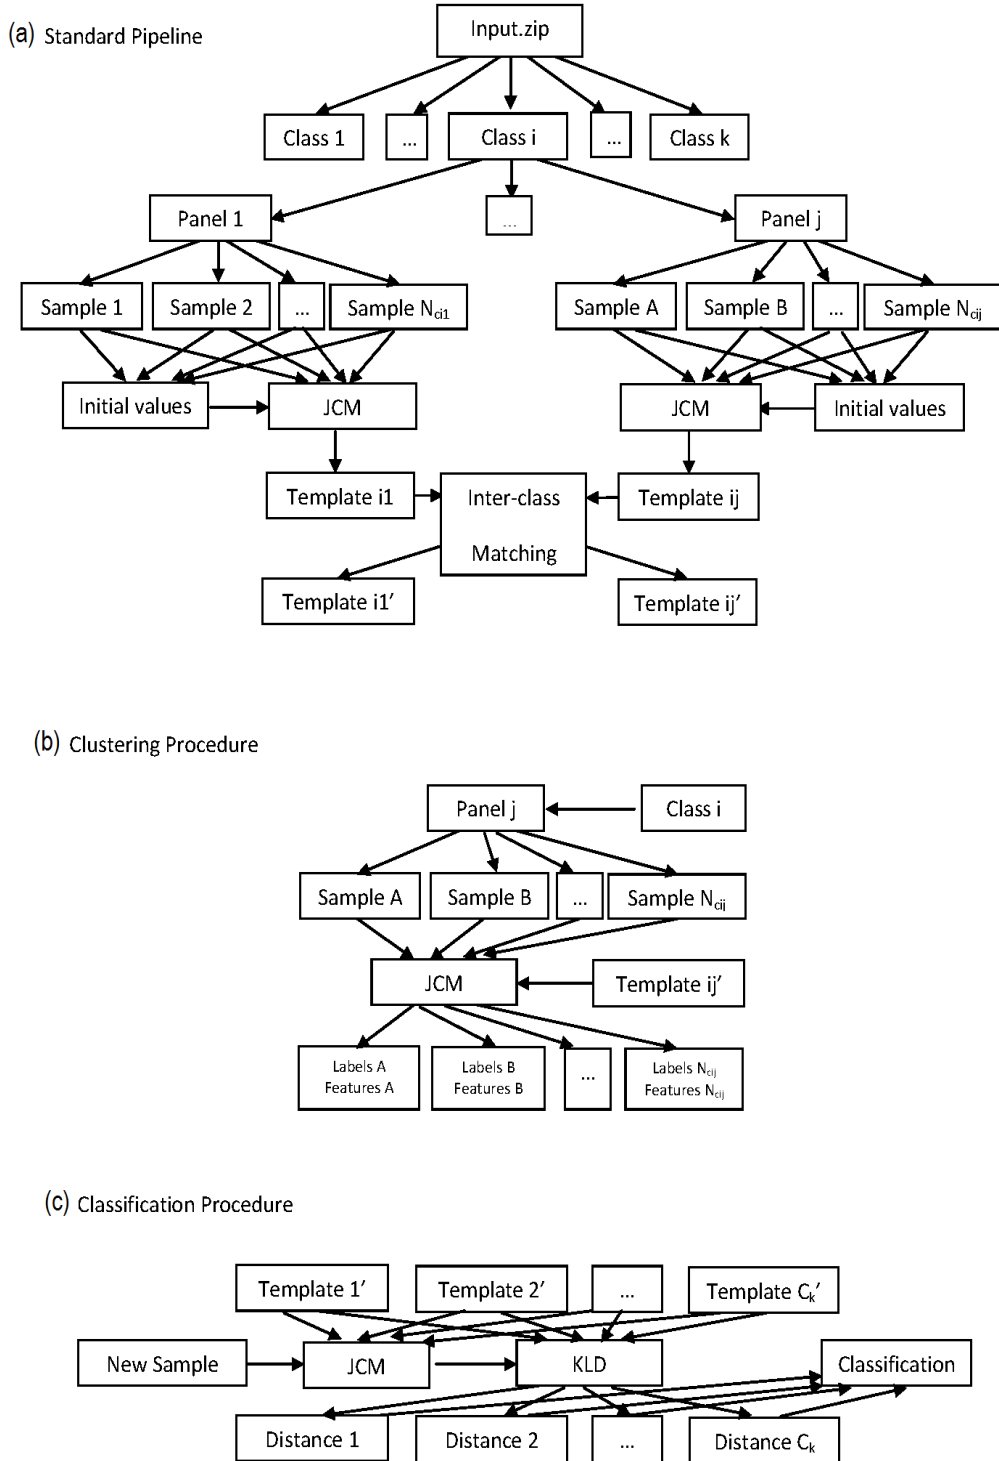 (a) Standard Pipeline
Input.zip
Class 1
...
Class i
...
Class k
Panel 1
...
Panel j
Sample 1
Sample 2
...
Sample Nci1
Sample A
Sample B
...
Sample Ncij
Initial values
JCM
JCM
Initial values
Template i1
Inter-class
Matching
Template ij
Template i1′
Template ij′
(b) Clustering Procedure
Panel j
Class i
Sample A
Sample B
...
Sample Ncij
JCM
Template ij′
Labels A
Features A
Labels B
Features B
...
Labels Ncij
Features Ncij
(c) Classification Procedure
Template 1′
Template 2′
...
Template Ck′
New Sample
JCM
KLD
Classification
Distance 1
Distance 2
...
Distance Ck